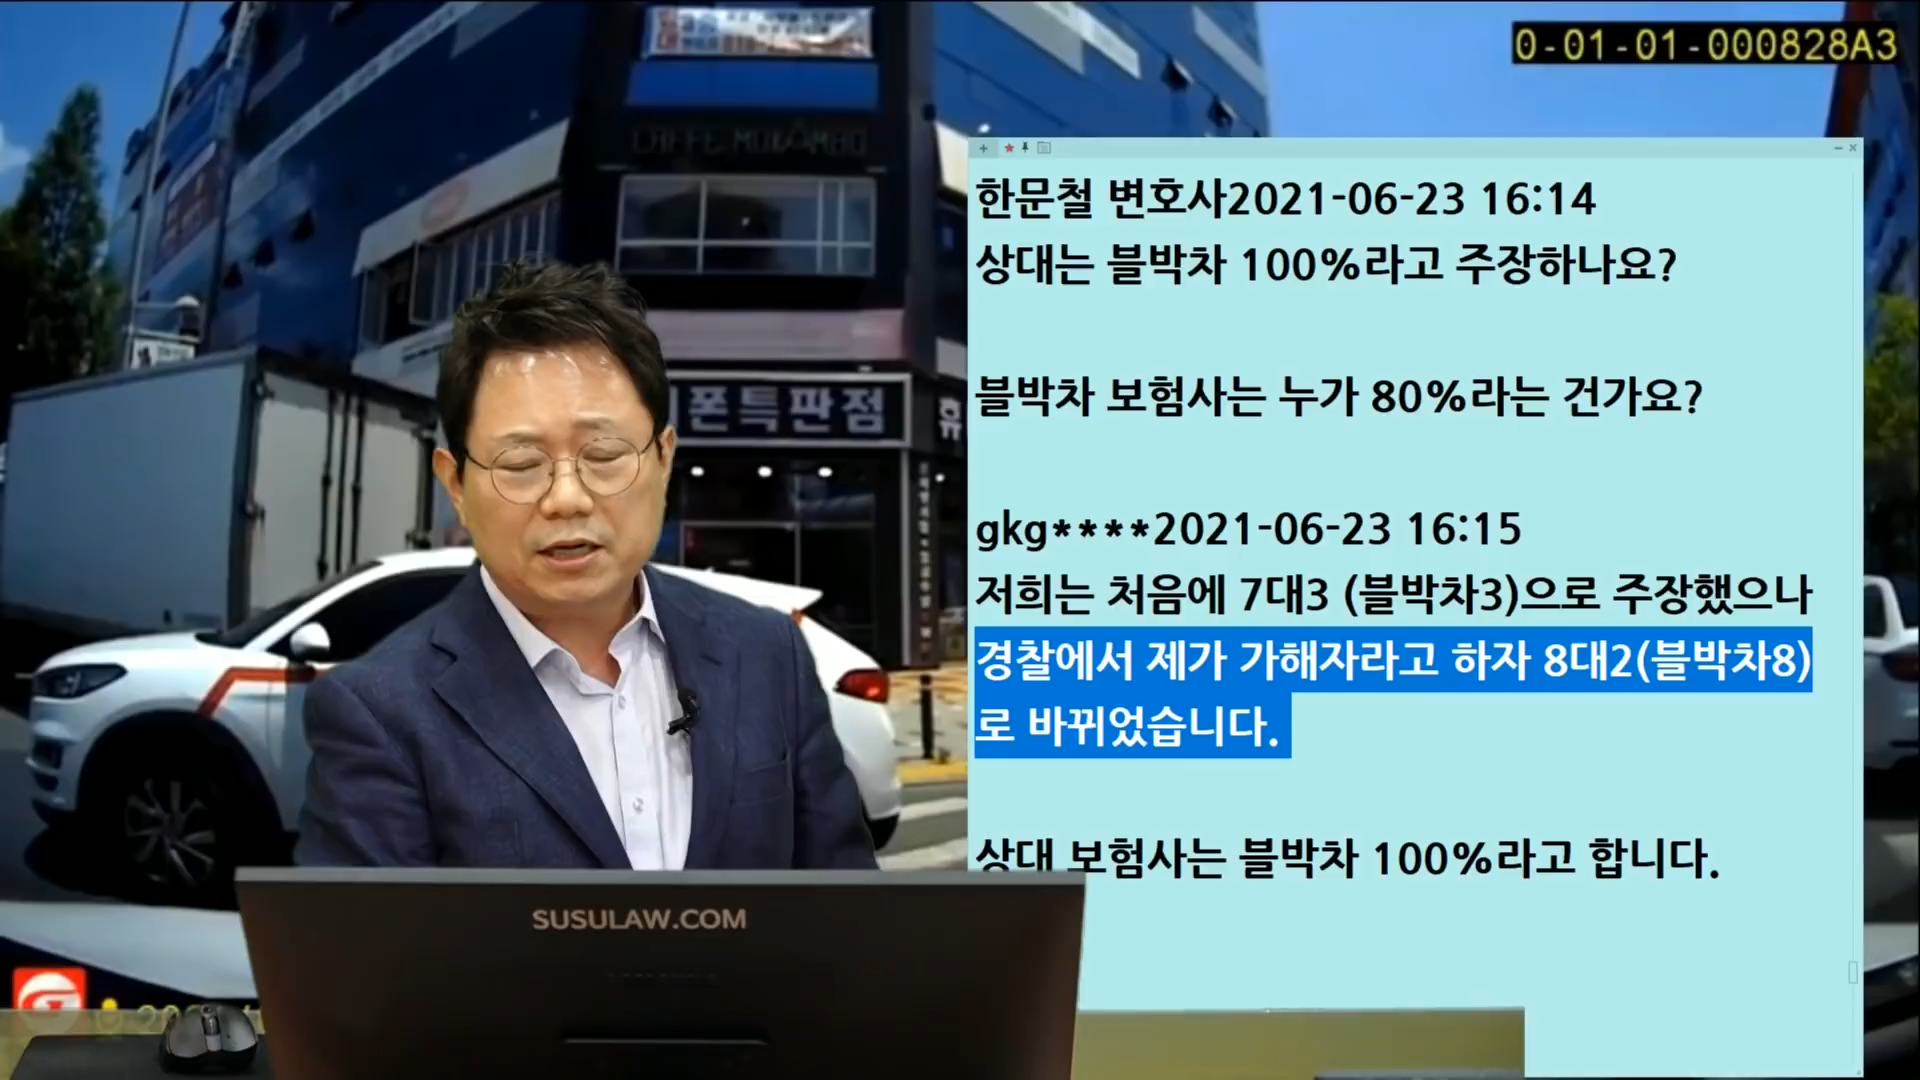 0-01-01-000828A3
한문철 변호사2021-06-23 16:14
상대는 블박차 100%라고 주장하나요?
블박차 보험사는 누가 80%라는 건가요?
gkg****2021-06-23 16:15
저희는 처음에 7대3 (블박차3)으로 주장했으나
경찰에서 제가 가해자라고 하자 8대2(블박차8)
로 바뀌었습니다.
상대 보험사는 블박차 100%라고 합니다.
폰특판점
휴
SUSULAW.COM